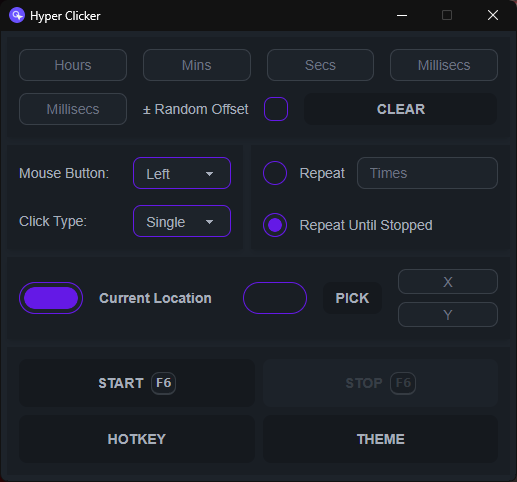 Hyper Clicker
Hours Mins Secs Millisecs
Millisecs ± Random Offset CLEAR
Mouse Button: Left
Click Type: Single
Repeat Times
Repeat Until Stopped
Current Location PICK X
Y
START F6 STOP F6
HOTKEY THEME